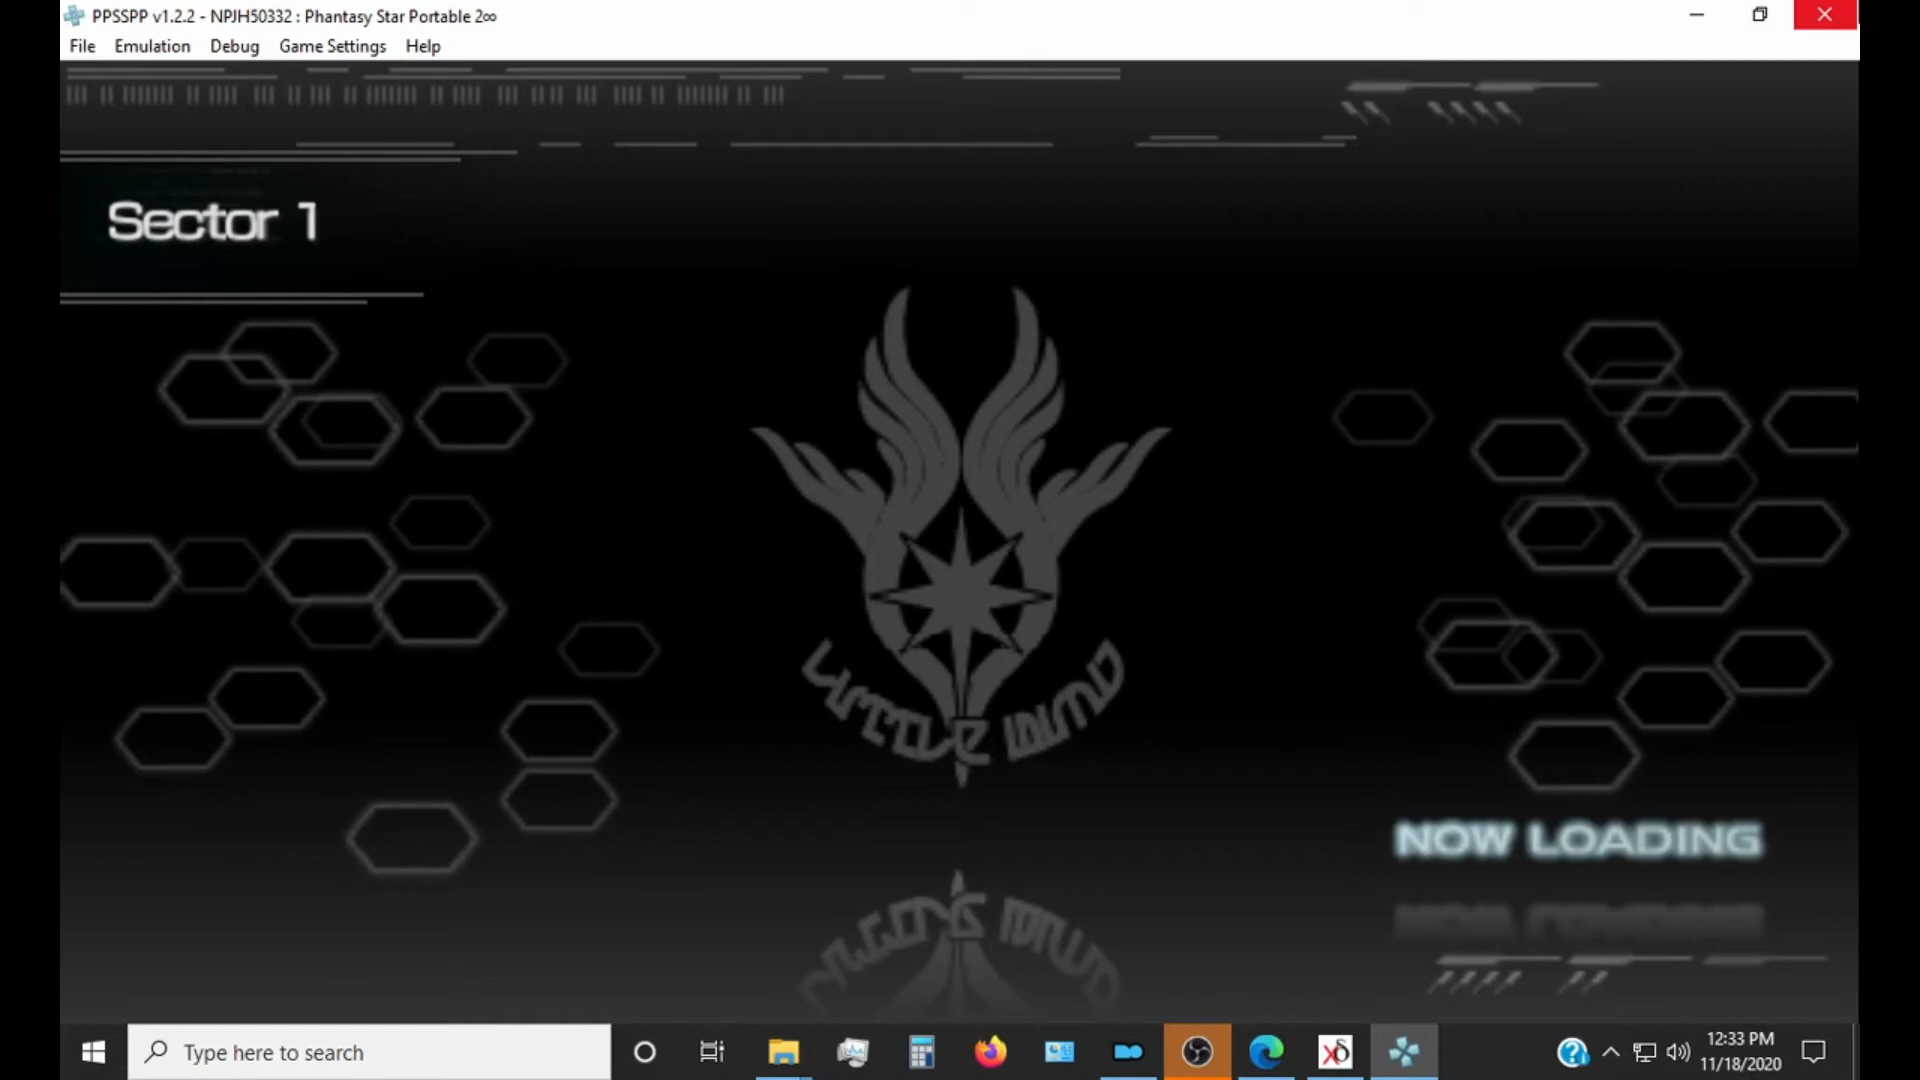 PPSSPP v1.2.2 - NPJH50332 : Phantasy Star Portable 2∞
File Emulation Debug Game Settings Help
Sector 1
NOW LOADING
Type here to search
12:33 PM
11/18/2020